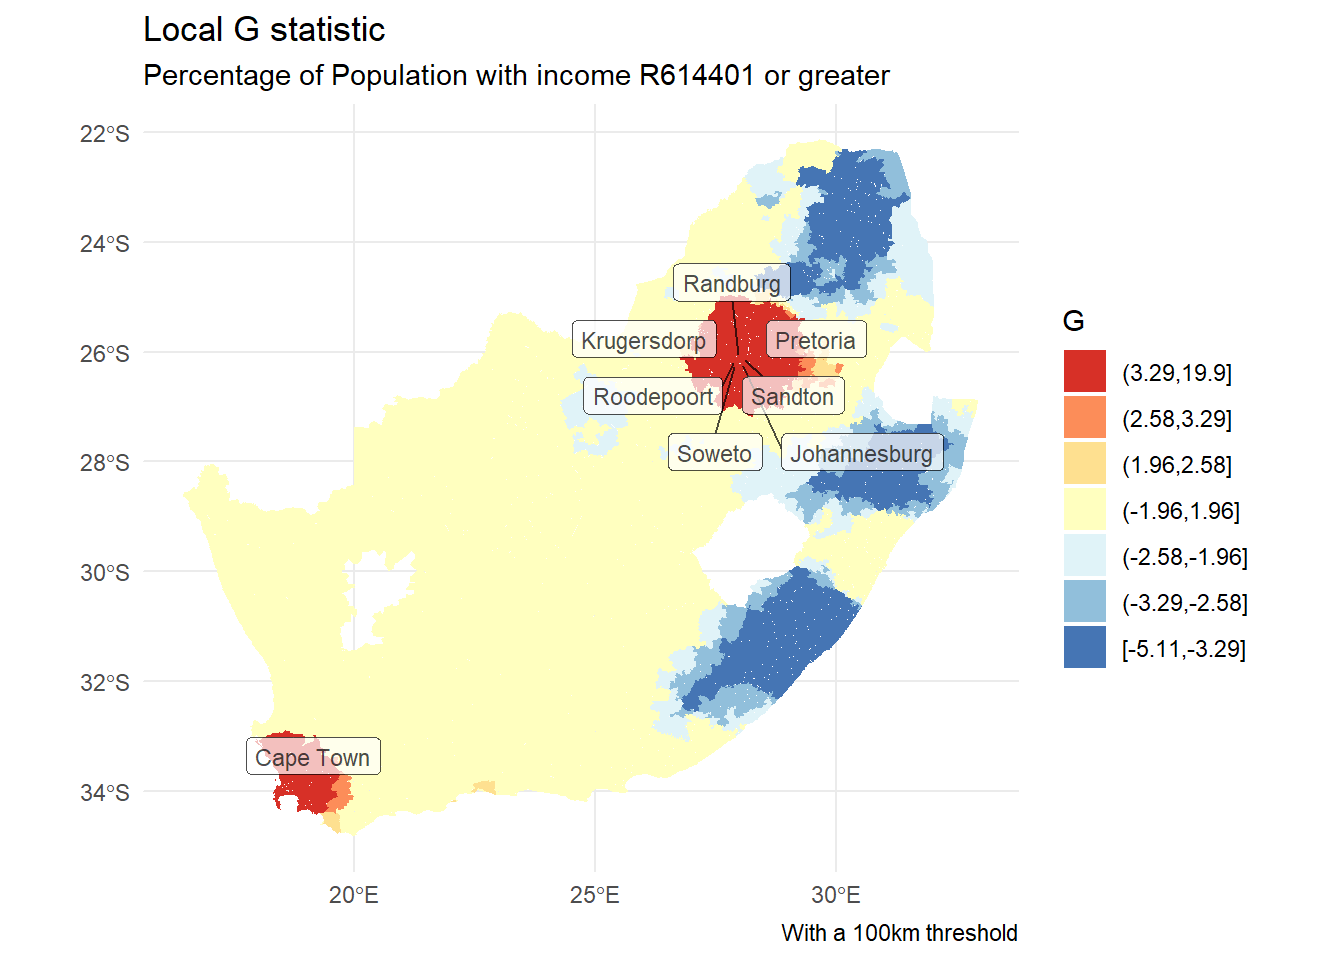 Local G statistic
Percentage of Population with income R614401 or greater
22°S
24°S
26°S
28°S
30°S
32°S
34°S
Randburg
Krugersdorp
Pretoria
Roodepoort
Sandton
Soweto
Johannesburg
Cape Town
20°E
25°E
30°E
With a 100km threshold
G
(3.29,19.9]
(2.58,3.29]
(1.96,2.58]
(-1.96,1.96]
(-2.58,-1.96]
(-3.29,-2.58]
[-5.11,-3.29]